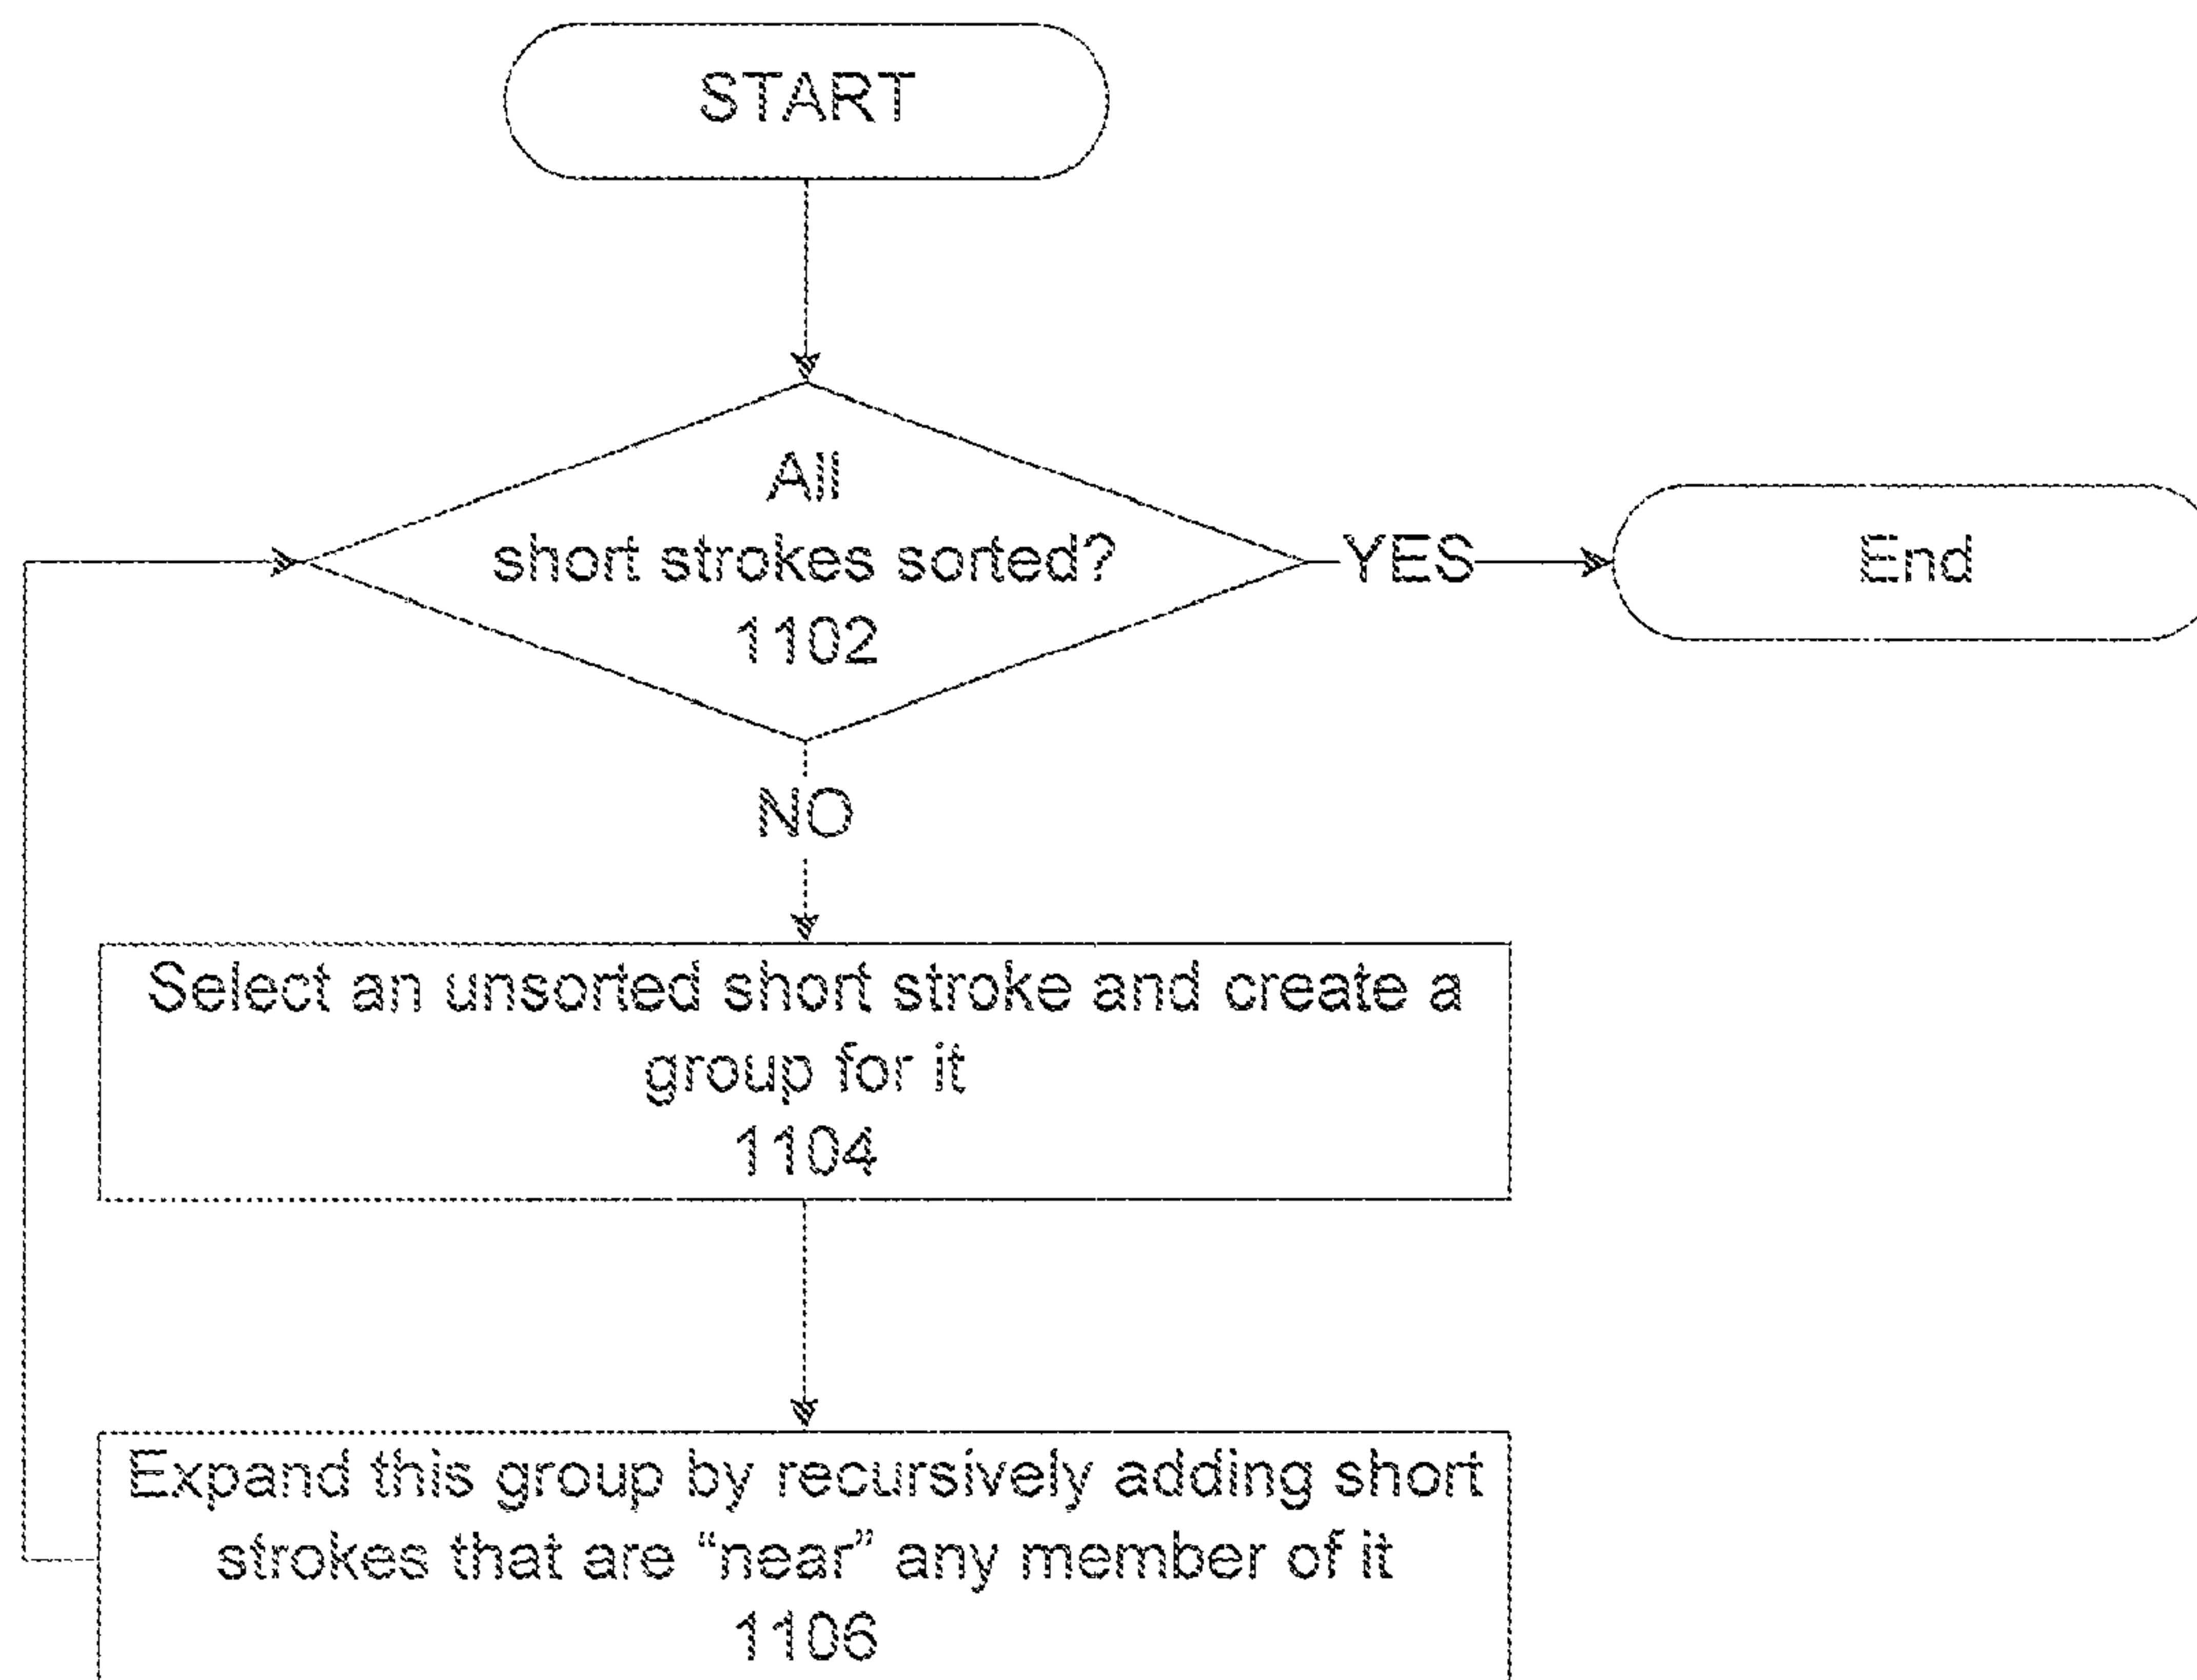 START
All
short strokes sorted?
1102
YES
End
NO
Select an unsorted short stroke and create a
group for it
1104
Expand this group by recursively adding short
strokes that are “near” any member of it
1106